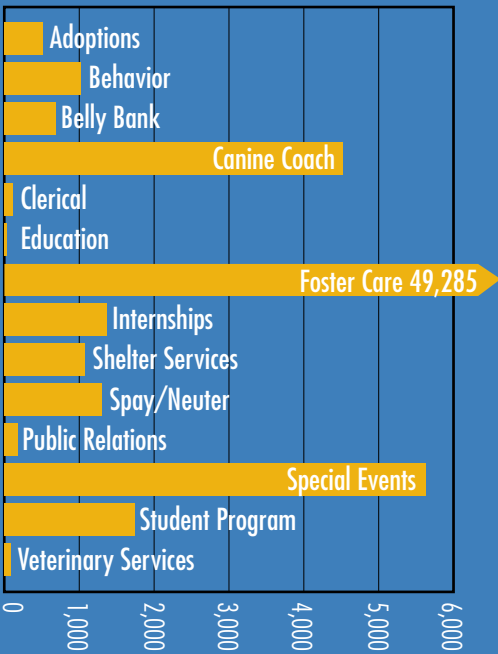 Adoptions
Behavior
Belly Bank
Canine Coach
Clerical
Education
Foster Care 49,285
Internships
Shelter Services
Spay/Neuter
Public Relations
Special Events
Student Program
Veterinary Services
0
1,000
2,000
3,000
4,000
5,000
6,000